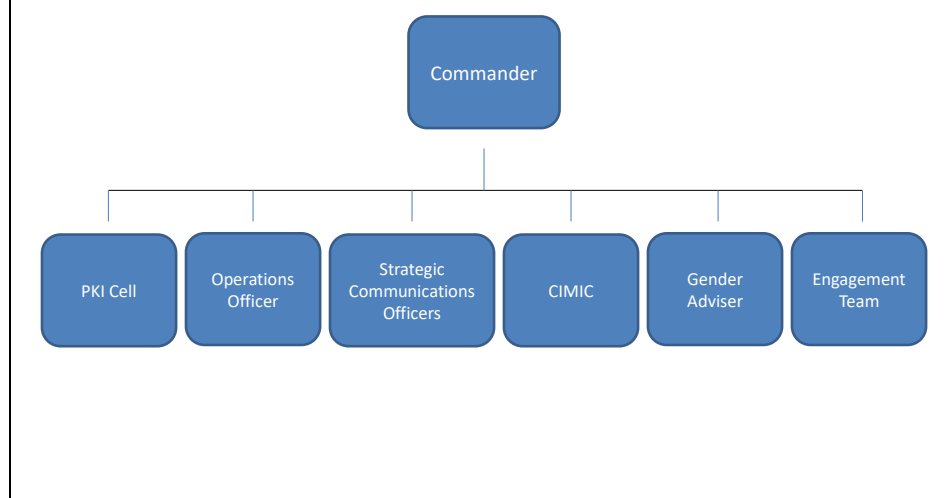 Commander
PKI Cell
Operations
Officer
Strategic
Communications
Officers
CIMIC
Gender
Adviser
Engagement
Team